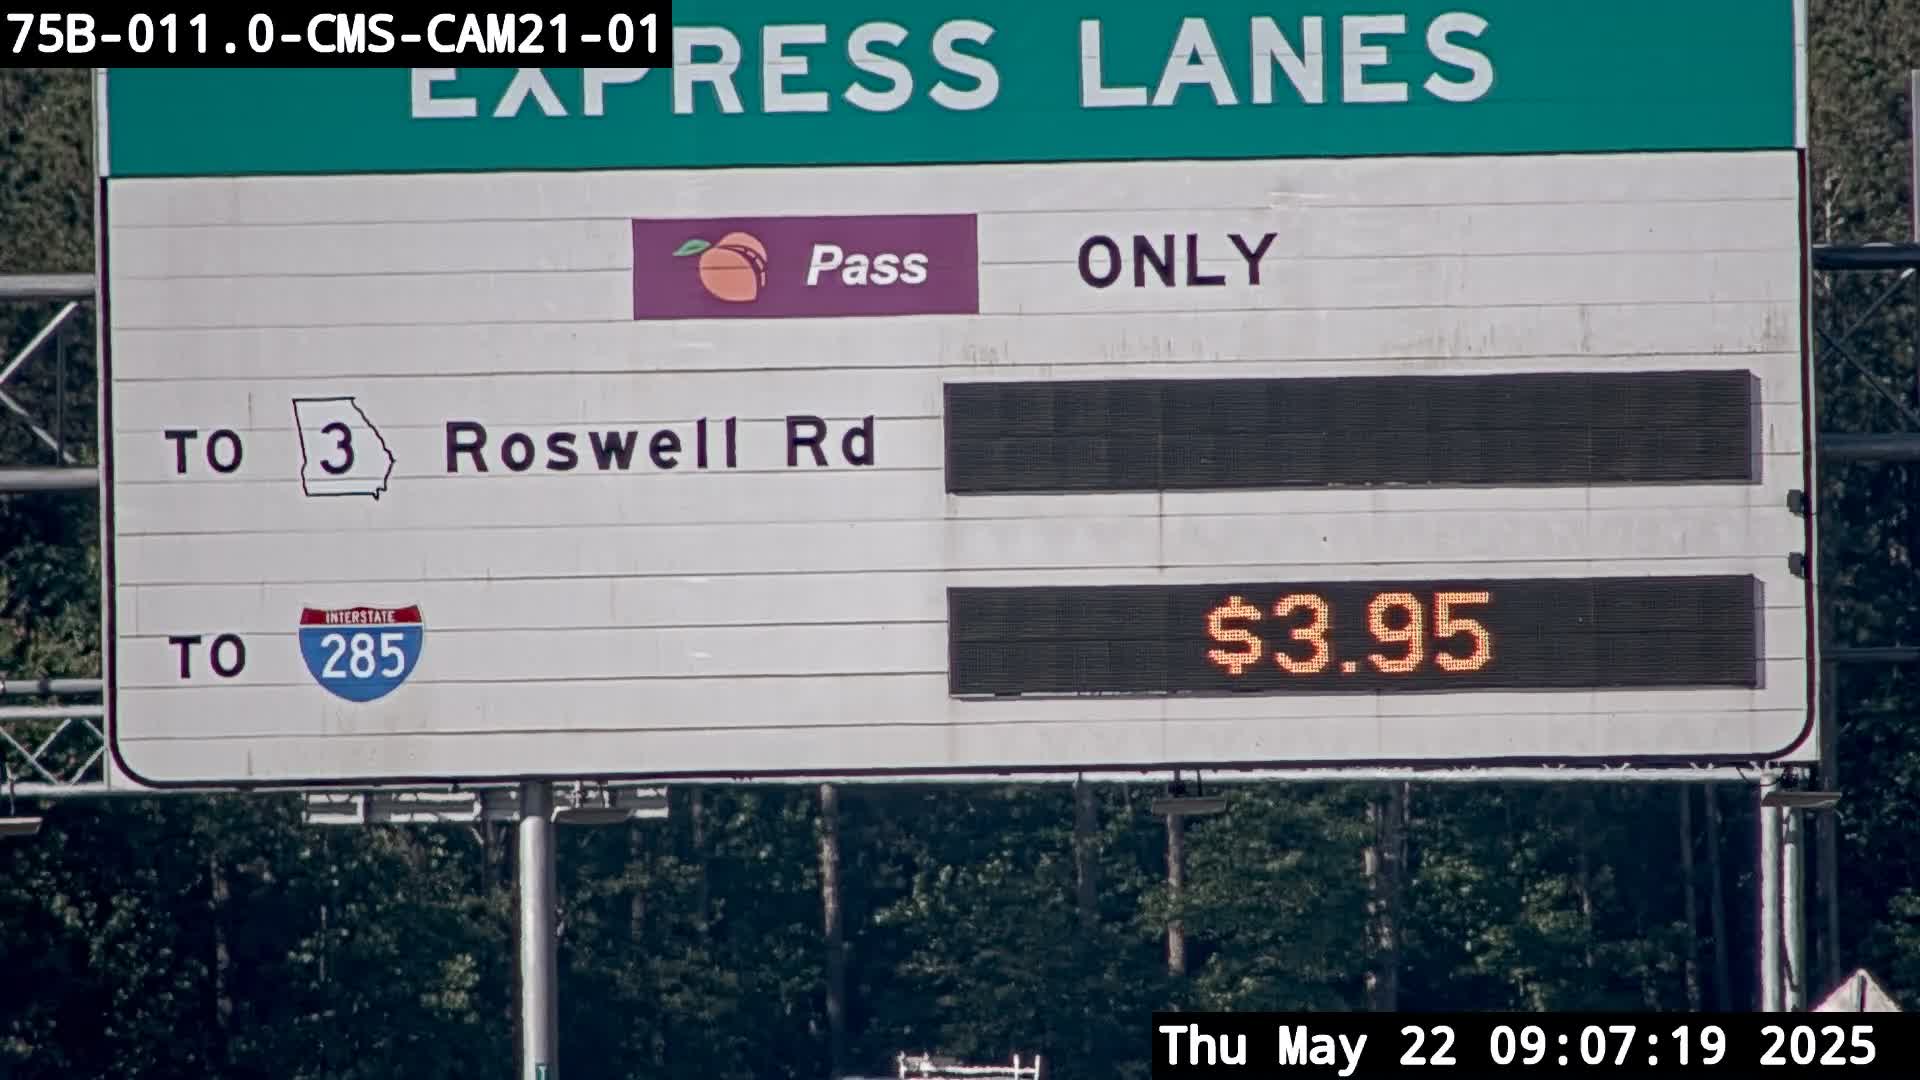 75B-011.0-CMS-CAM21-01
EXPRESS LANES
Pass ONLY
TO 3 Roswell Rd
TO INTERSTATE 285 $3.95
Thu May 22 09:07:19 2025